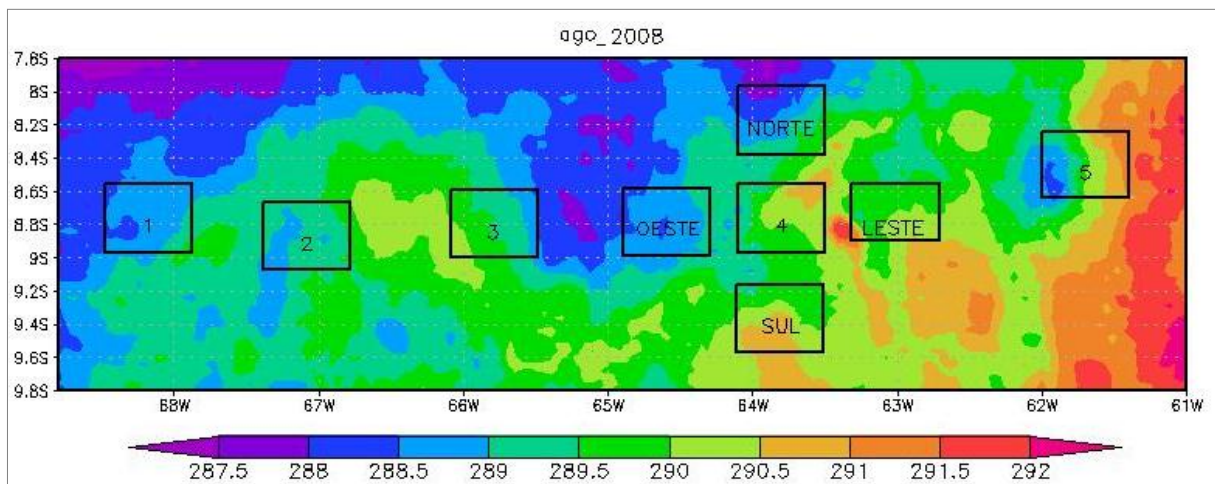 ago_2008
7.8S
8S
8.2S
8.4S
8.6S
8.8S
9S
9.2S
9.4S
9.6S
9.8S
NORTE
1
2
3
OESTE
4
LESTE
5
SUL
68W 67W 66W 65W 64W 63W 62W 61W
287.5 288 288.5 289 289.5 290 290.5 291 291.5 292